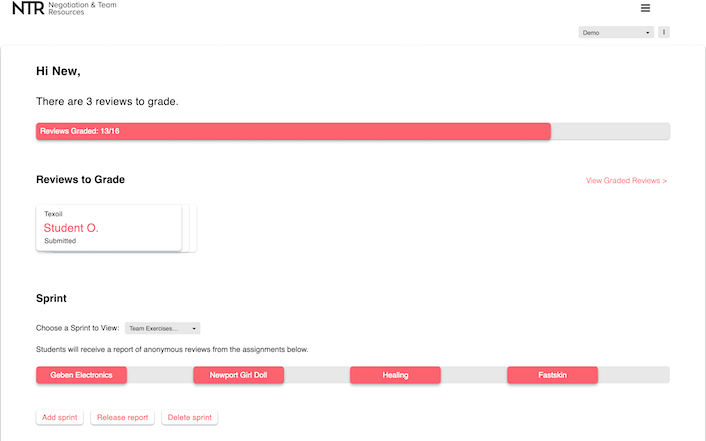 NTR Negotiation & Team
Resources
Demo
Hi New,
There are 3 reviews to grade.
Reviews Graded: 13/16
Reviews to Grade
View Graded Reviews >
Texoil
Student O.
Submitted
Sprint
Choose a Sprint to View: Team Exercises...
Students will receive a report of anonymous reviews from the assignments below.
Geben Electronics Newport Girl Doll Healing Fastskin
Add sprint Release report Delete sprint